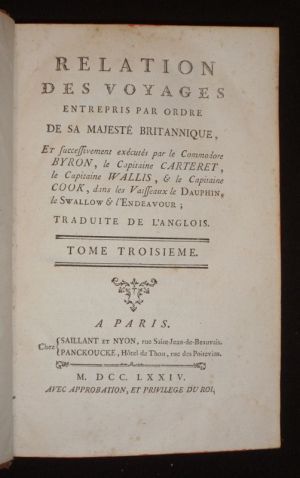 RELATION
DES VOYAGES
ENTREPRIS PAR ORDRE
DE SA MAJESTÉ BRITANNIQUE,
ET successivement exécutés par le Commodore
BYRON, le Capitaine CARTERET,
le Capitaine WALLIS, & le Capitaine
COOK, dans les Vaisseaux le DAUPHIN,
le SWALLOW & l'ENDEAVOUR ;
TRADUITE DE L'ANGLOIS.
TOME TROISIEME.
A PARIS.
Chez
SAILLANT ET NYON, rue Saint-Jean-de-Beauvais.
PANCKOUCKE, Hôtel de Thou, rue des Poitevins.
M. DCC. LXXIV.
AVEC APPROBATION, ET PRIVILEGE DU ROI,